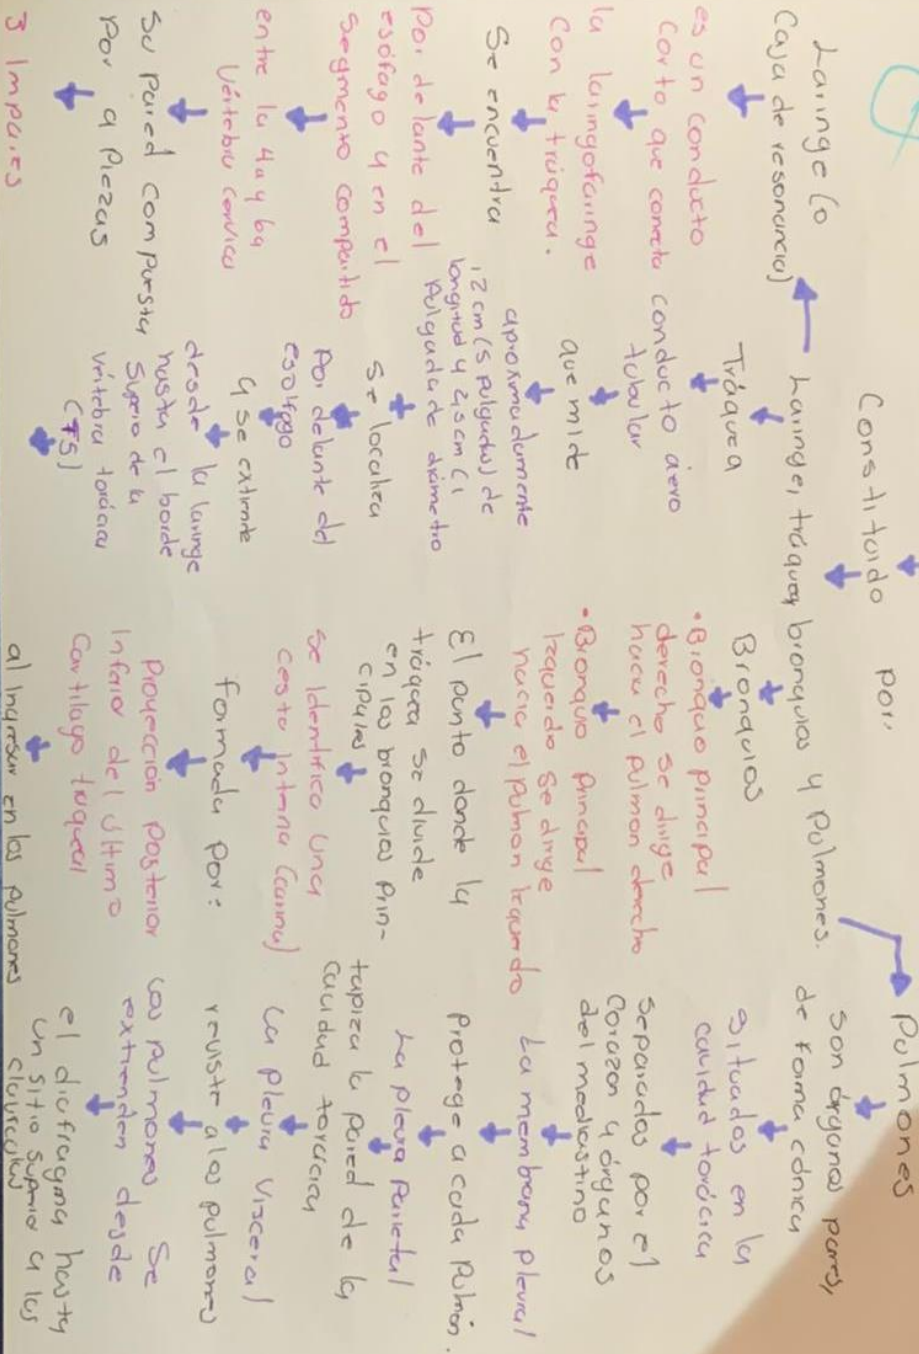 Constituido por:
Laringe, tráquea, bronquios y pulmones.
Laringe (o
Caja de resonancia)
es un conducto
corto que conecta
la laringofaringe
con la tráquea.
Se encuentra
Por delante del
esófago y en el
segmento compartido
entre la 4a y 6a
vértebra cervical
Su pared compuesta
Por 9 Piezas
3 Impares
Tráquea
conducto aéreo
tubular
que mide
aproximadamente
12 cm (5 pulgadas) de
longitud y 2,5 cm (1
pulgada de diámetro
Se localiza
Por delante del
esófago
y se extiende
desde la laringe
hasta el borde
superio de la
vértebra torácica
(T5)
Bronquios
• Bronquio principal
derecho se dirige
hacia el pulmon derecho
• Bronquio principal
Izquierdo se dirige
hacia el pulmon Izquierdo
El punto donde la
tráquea se divide
en los bronquios prin-
cipales
Se Identifica una
cesta interna (carina)
formada por:
Proyección posterior
Inferior del último
Cartílago traqueal
al Ingresar en los pulmones
Pulmones
Son órganos pares,
de forma cónica
Situados en la
cavidad torácica
Separados por el
Corazon y órganos
del mediastino
La membrana pleural
Protege a cada Pulmón.
La pleura Parietal
tapiza la pared de la
cavidad torácica
La pleura Visceral
reviste a los pulmones
Los pulmones se
extienden desde
el diafragma hasta
un sitio superior a las
clavículas